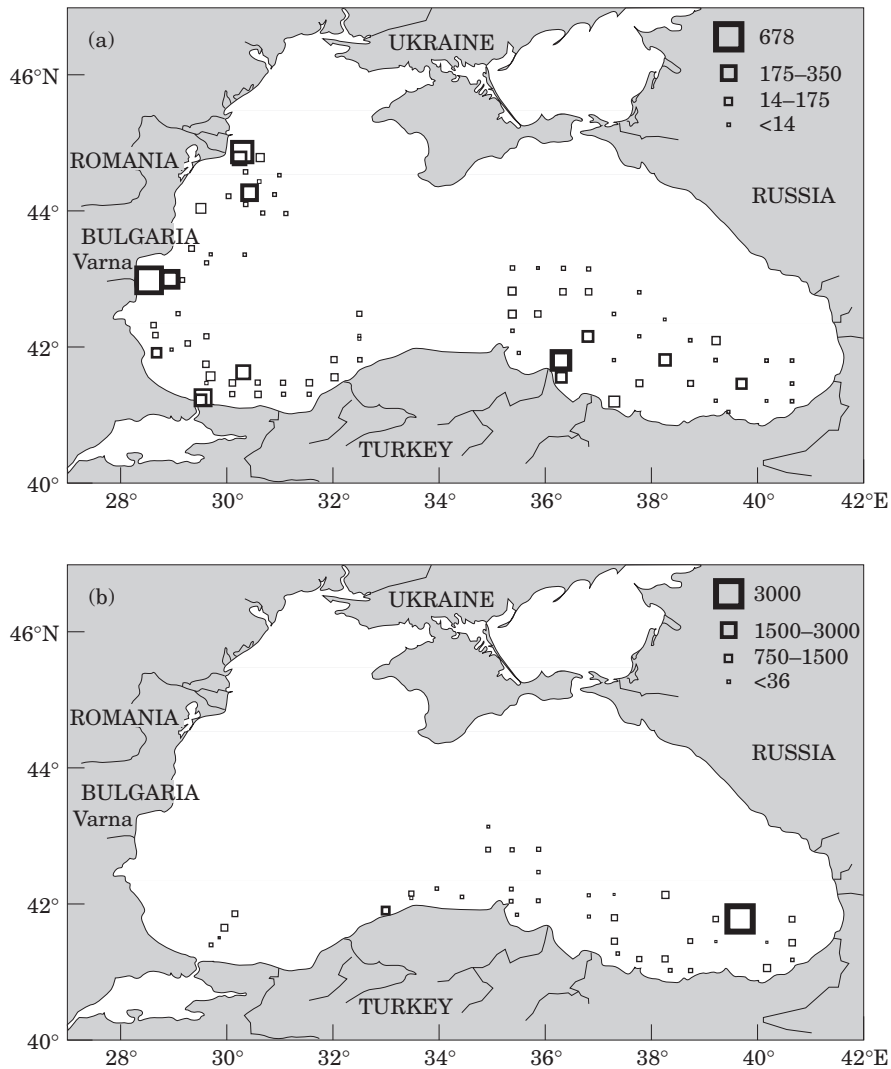 (a)
UKRAINE
678
46°N
175–350
14–175
<14
ROMANIA
RUSSIA
44°
BULGARIA
Varna
42°
TURKEY
40°
28° 30° 32° 34° 36° 38° 40° 42°E
(b)
UKRAINE
3000
46°N
1500–3000
750–1500
<36
ROMANIA
RUSSIA
44°
BULGARIA
Varna
42°
TURKEY
40°
28° 30° 32° 34° 36° 38° 40° 42°E